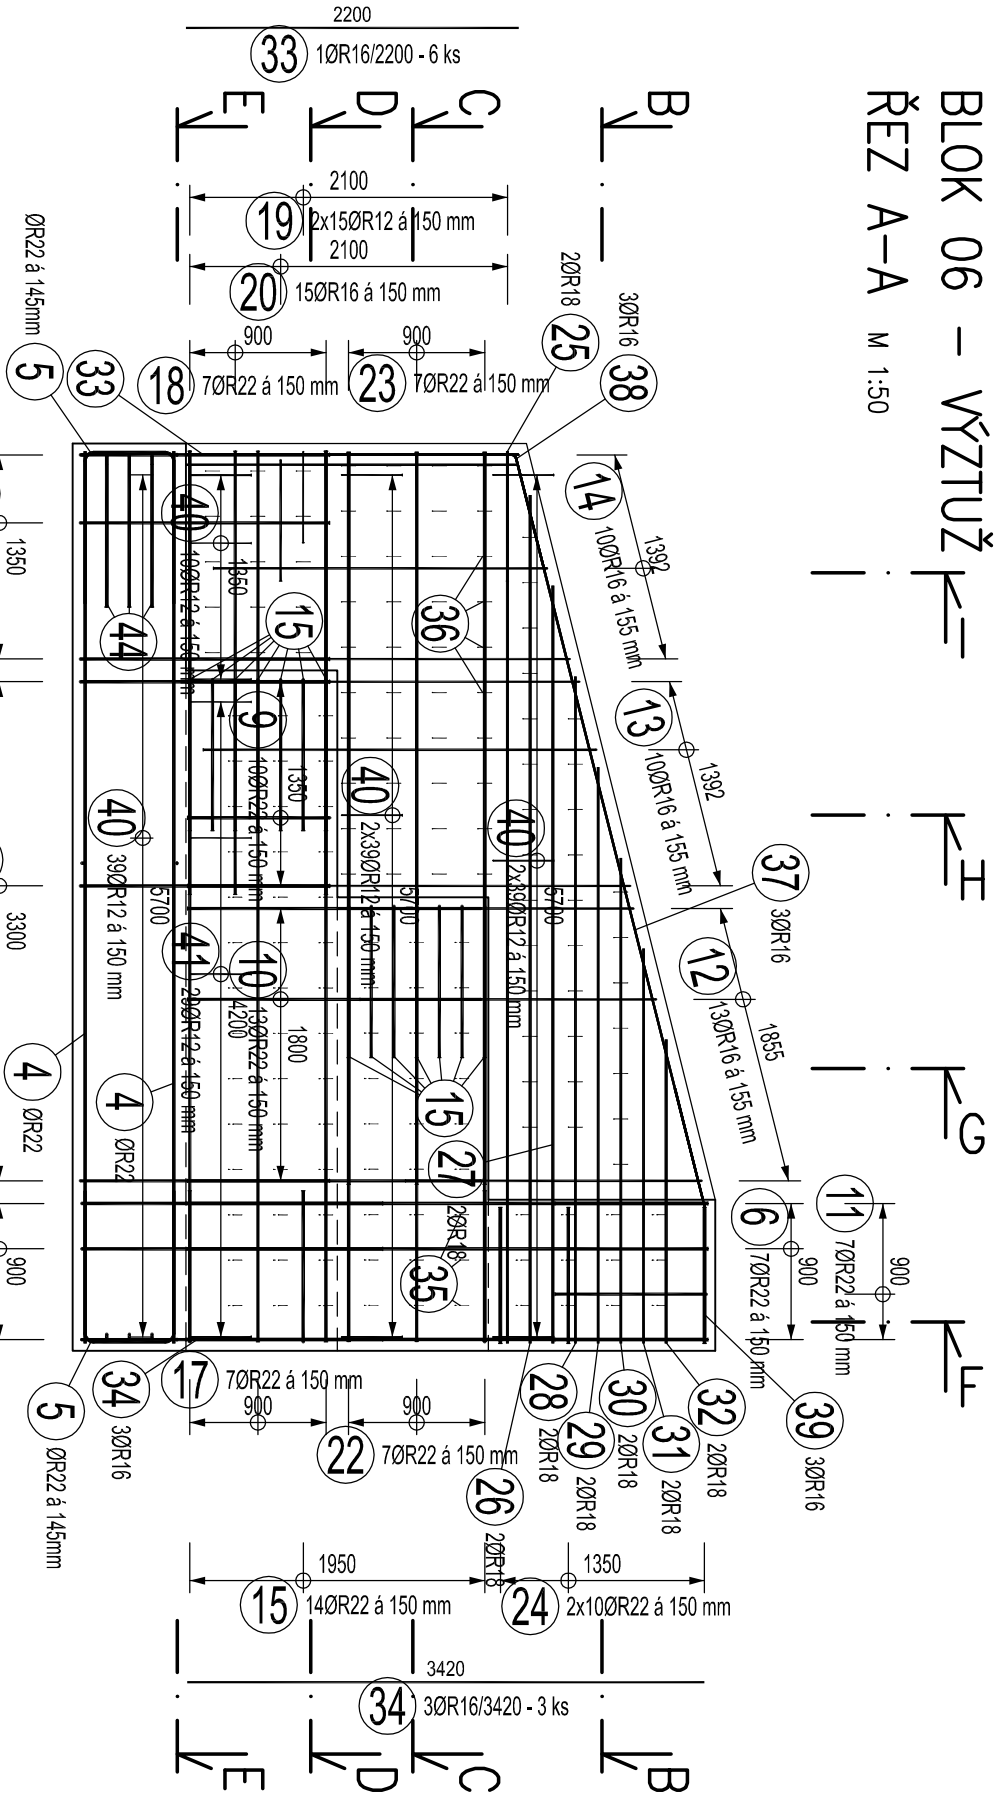 BLOK 06 – VÝZTUŽ
ŘEZ A–A M 1:50
2200
33 1ØR16/2200 - 6 ks
E
D
C
B
2100
19 2x15ØR12 á 150 mm
2100
20 15ØR16 á 150 mm
900
18 7ØR22 á 150 mm
900
23 7ØR22 á 150 mm
ØR22 á 145mm
5
33
2ØR18
25
3ØR16
38
I
H
G
F
14 10ØR16 á 155 mm
1392
13 10ØR16 á 155 mm
1392
37 3ØR16
12 13ØR16 á 155 mm
1855
6 7ØR22 á 150 mm
900
11 7ØR22 á 150 mm
900
1350
3300
900
40 10ØR12 á 150 mm
1350
44
15
36
9 10ØR22 á 150 mm
1350
40 39ØR12 á 150 mm
5700
40 2x39ØR12 á 150 mm
5700
40 2x39ØR12 á 150 mm
5700
41 29ØR12 á 150 mm
4200
10 13ØR22 á 150 mm
1800
4 ØR22
4 ØR22
15
27 2ØR18
35
5 ØR22 á 145mm
34 3ØR16
17 7ØR22 á 150 mm
900
22 7ØR22 á 150 mm
900
26 2ØR18
28 2ØR18
29 2ØR18
30 2ØR18
31 2ØR18
32 2ØR18
39 3ØR16
1950
15 14ØR22 á 150 mm
1350
24 2x10ØR22 á 150 mm
3420
34 3ØR16/3420 - 3 ks
E
D
C
B